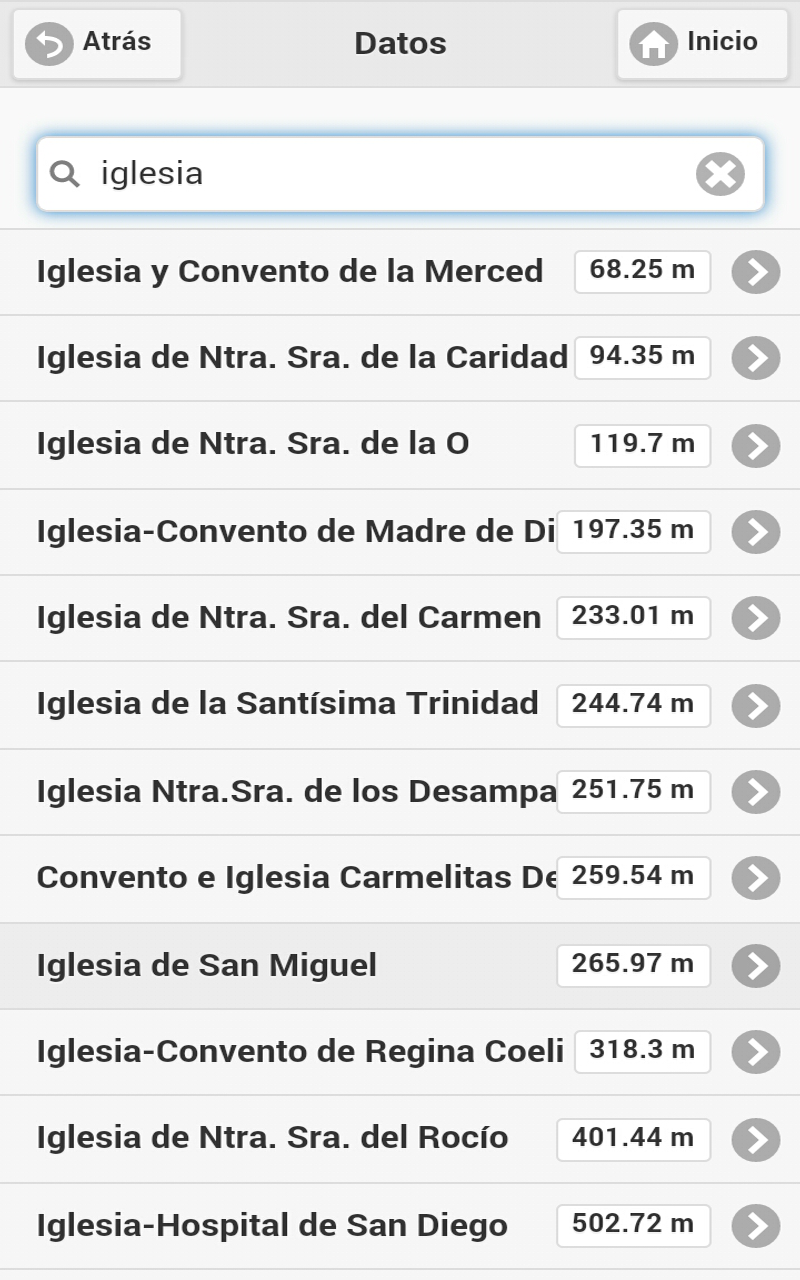 Atrás
Datos
Inicio
iglesia
Iglesia y Convento de la Merced 68.25 m
Iglesia de Ntra. Sra. de la Caridad 94.35 m
Iglesia de Ntra. Sra. de la O 119.7 m
Iglesia-Convento de Madre de Di 197.35 m
Iglesia de Ntra. Sra. del Carmen 233.01 m
Iglesia de la Santísima Trinidad 244.74 m
Iglesia Ntra.Sra. de los Desampa 251.75 m
Convento e Iglesia Carmelitas De 259.54 m
Iglesia de San Miguel 265.97 m
Iglesia-Convento de Regina Coeli 318.3 m
Iglesia de Ntra. Sra. del Rocío 401.44 m
Iglesia-Hospital de San Diego 502.72 m